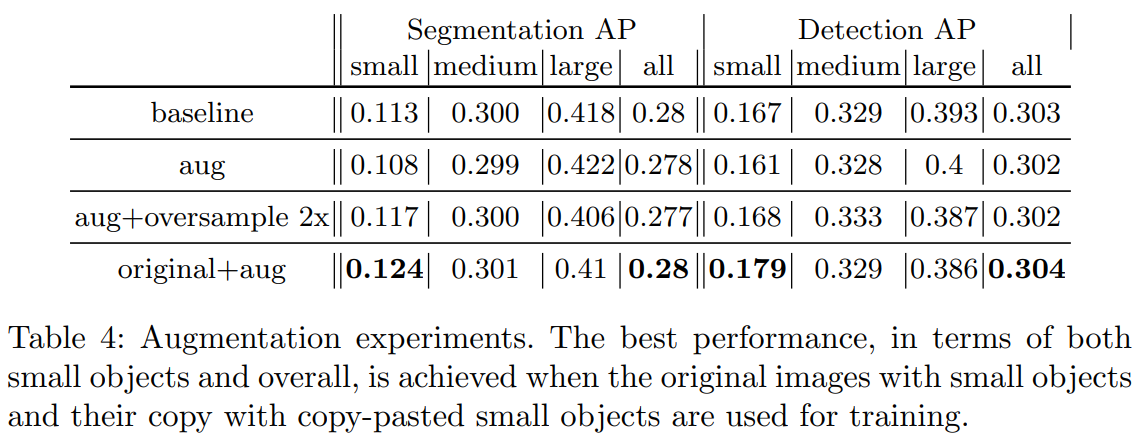 Segmentation AP Detection AP
small medium large all small medium large all
baseline 0.113 0.300 0.418 0.28 0.167 0.329 0.393 0.303
aug 0.108 0.299 0.422 0.278 0.161 0.328 0.4 0.302
aug+oversample 2x 0.117 0.300 0.406 0.277 0.168 0.333 0.387 0.302
original+aug 0.124 0.301 0.41 0.28 0.179 0.329 0.386 0.304
Table 4: Augmentation experiments. The best performance, in terms of both
small objects and overall, is achieved when the original images with small objects
and their copy with copy-pasted small objects are used for training.